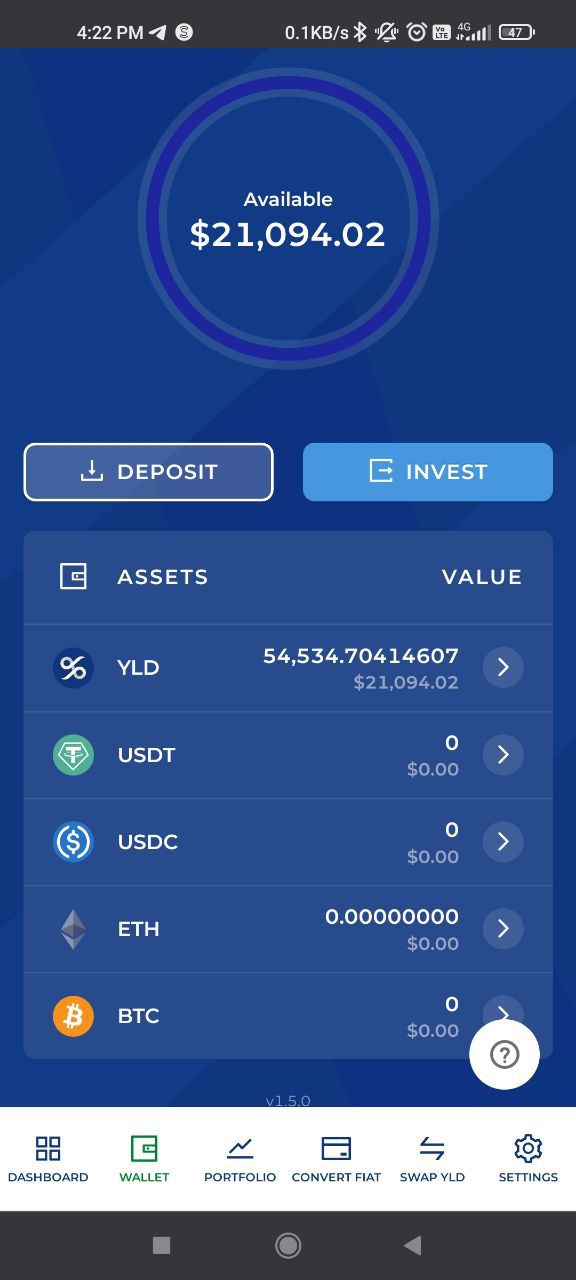 4:22 PM
0.1KB/s
Vo LTE
4G
47
Available
$21,094.02
DEPOSIT
INVEST
ASSETS VALUE
YLD 54,534.70414607
$21,094.02
USDT 0
$0.00
USDC 0
$0.00
ETH 0.00000000
$0.00
BTC 0
$0.00
v1.5.0
DASHBOARD WALLET PORTFOLIO CONVERT FIAT SWAP YLD SETTINGS